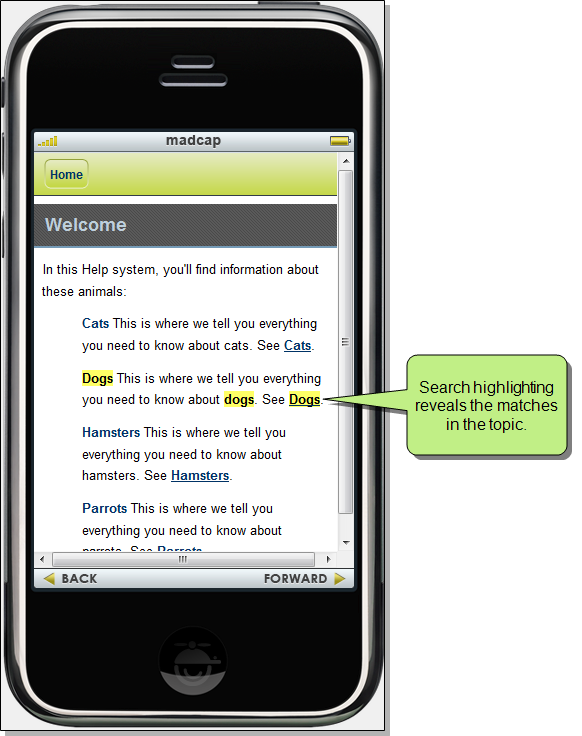 madcap
Home
Welcome
In this Help system, you'll find information about
these animals:
Cats This is where we tell you everything
you need to know about cats. See Cats.
Dogs This is where we tell you everything
you need to know about dogs. See Dogs.
Hamsters This is where we tell you
everything you need to know about
hamsters. See Hamsters.
Parrots This is where we tell you
everything you need to know about
parrots. See Parrots.
BACK
FORWARD
Search highlighting
reveals the matches
in the topic.